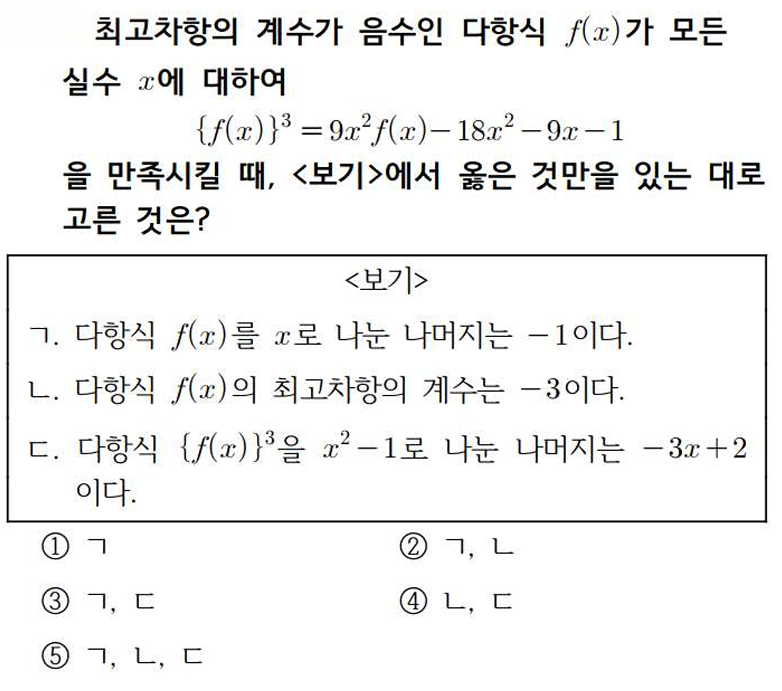 최고차항의 계수가 음수인 다항식 f(x)가 모든
실수 x에 대하여
{f(x)}³ = 9x²f(x) − 18x² − 9x − 1
을 만족시킬 때, <보기>에서 옳은 것만을 있는 대로
고른 것은?
<보기>
ㄱ. 다항식 f(x)를 x로 나눈 나머지는 −1이다.
ㄴ. 다항식 f(x)의 최고차항의 계수는 −3이다.
ㄷ. 다항식 {f(x)}³을 x²−1로 나눈 나머지는 −3x+2
이다.
① ㄱ ② ㄱ, ㄴ
③ ㄱ, ㄷ ④ ㄴ, ㄷ
⑤ ㄱ, ㄴ, ㄷ